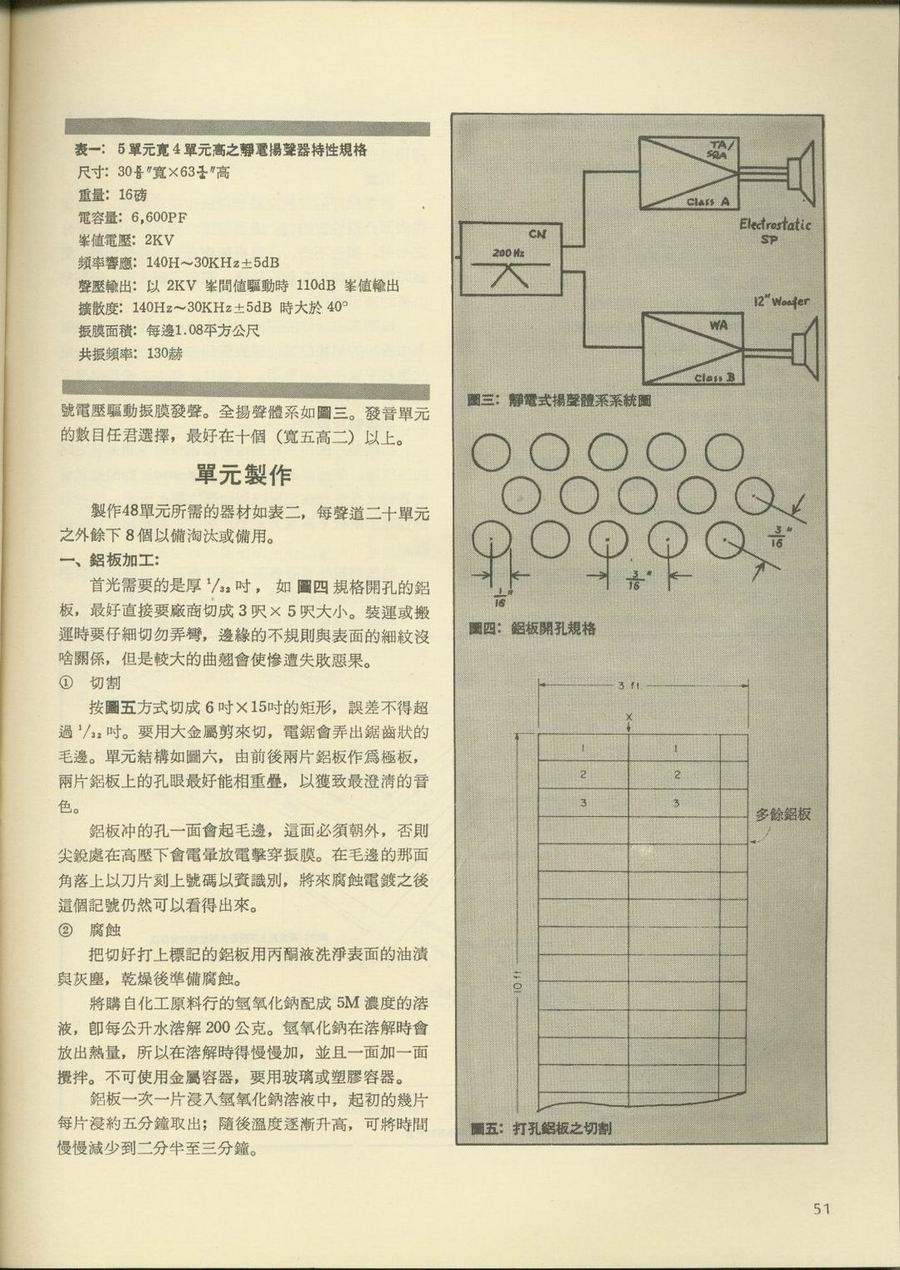 表一：5單元寬4單元高之靜電揚聲器特性規格
重量：16磅
電容量：6,600PF
峯值電壓：2KV
頻率響應：140H～30KHz±5dB
聲壓輸出：以 2KV 峯間値驅動時 110dB 峯値輸出
擴散度：140Hz～30KHz±5dB 時大於 40°
振膜面積：每邊1.08平方公尺
共振頻率：130赫
號電壓驅動振膜發聲。全揚聲體系如圖三。發音單元
的數目任君選擇，最好在十個（寬五高二）以上。
單元製作
製作48單元所需的器材如表二，每聲道二十單元
之外餘下8個以備淘汰或備用。
一、鋁板加工：
首先需要的是厚 1/32 吋，如 圖四 規格開孔的鋁
板，最好直接要廠商切成 3 呎 × 5 呎大小。裝運或搬
運時要仔細切勿弄彎，邊緣的不規則與表面的細紋沒
啥關係，但是較大的曲翹會使慘遭失敗惡果。
① 切割
按圖五方式切成 6 吋×15吋的矩形，誤差不得超
過 1/32 吋。要用大金屬剪來切，電鋸會弄出鋸齒狀的
毛邊。單元結構如圖六，由前後兩片鋁板作爲極板，
兩片鋁板上的孔眼最好能相重疊，以獲致最澄淸的音
色。
鋁板冲的孔一面會起毛邊，這面必須朝外，否則
尖銳處在高壓下會電暈放電擊穿振膜。在毛邊的那面
角落上以刀片刻上號碼以資識別，將來腐蝕電鍍之後
這個記號仍然可以看得出來。
② 腐蝕
把切好打上標記的鋁板用丙酮液洗淨表面的油漬
與灰塵，乾燥後準備腐蝕。
將購自化工原料行的氫氧化鈉配成 5M 濃度的溶
液，卽每公升水溶解 200 公克。氫氧化鈉在溶解時會
放出熱量，所以在溶解時得慢慢加，並且一面加一面
攪拌。不可使用金屬容器，要用玻璃或塑膠容器。
鋁板一次一片浸入氫氧化鈉溶液中，起初的幾片
每片浸約五分鐘取出；隨後溫度逐漸升高，可將時間
慢慢減少到二分半至三分鐘。
TA/
SRA
Class A
Electrostatic
SP
CN
200Hz
12" Woofer
WA
Class B
圖三：靜電式揚聲體系系統圖
3/16"
3/16"
1/16"
圖四：鋁板開孔規格
3 ft
X
1 1
2 2
3 3
多餘鋁板
10 ft
圖五：打孔鋁板之切割
51